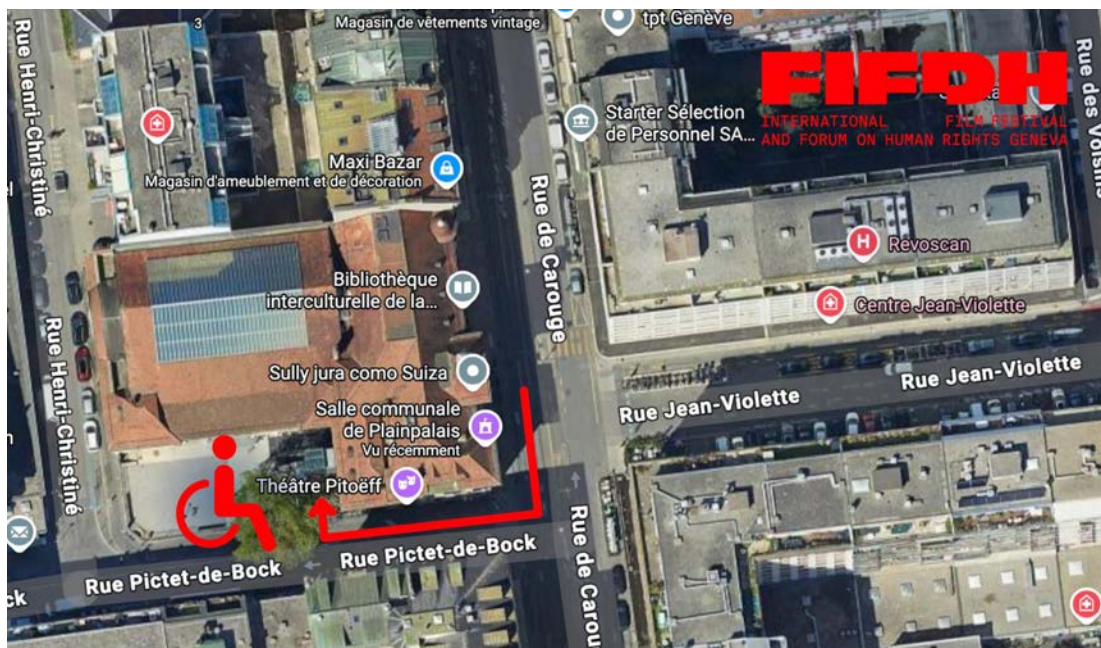 3
Magasin de vêtements vintage
tpt Genève
FIFDH
INTERNATIONAL FILM FESTIVAL
AND FORUM ON HUMAN RIGHTS GENEVA
Rue Henri-Christiné
Starter Sélection
de Personnel SA...
Rue des Voisins
Maxi Bazar
Magasin d'ameublement et de décoration
Rue de Carouge
H
Revoscan
Bibliothèque
interculturelle de la...
Centre Jean-Violette
Rue Henri-Christiné
Sully jura como Suiza
Rue Jean-Violette
Rue Jean-Violette
Salle communale
de Plainpalais
Vu récemment
Théâtre Pitoëff
Rue Pictet-de-Bock
Rue Pictet-de-Bock
Rue de Carou
ck